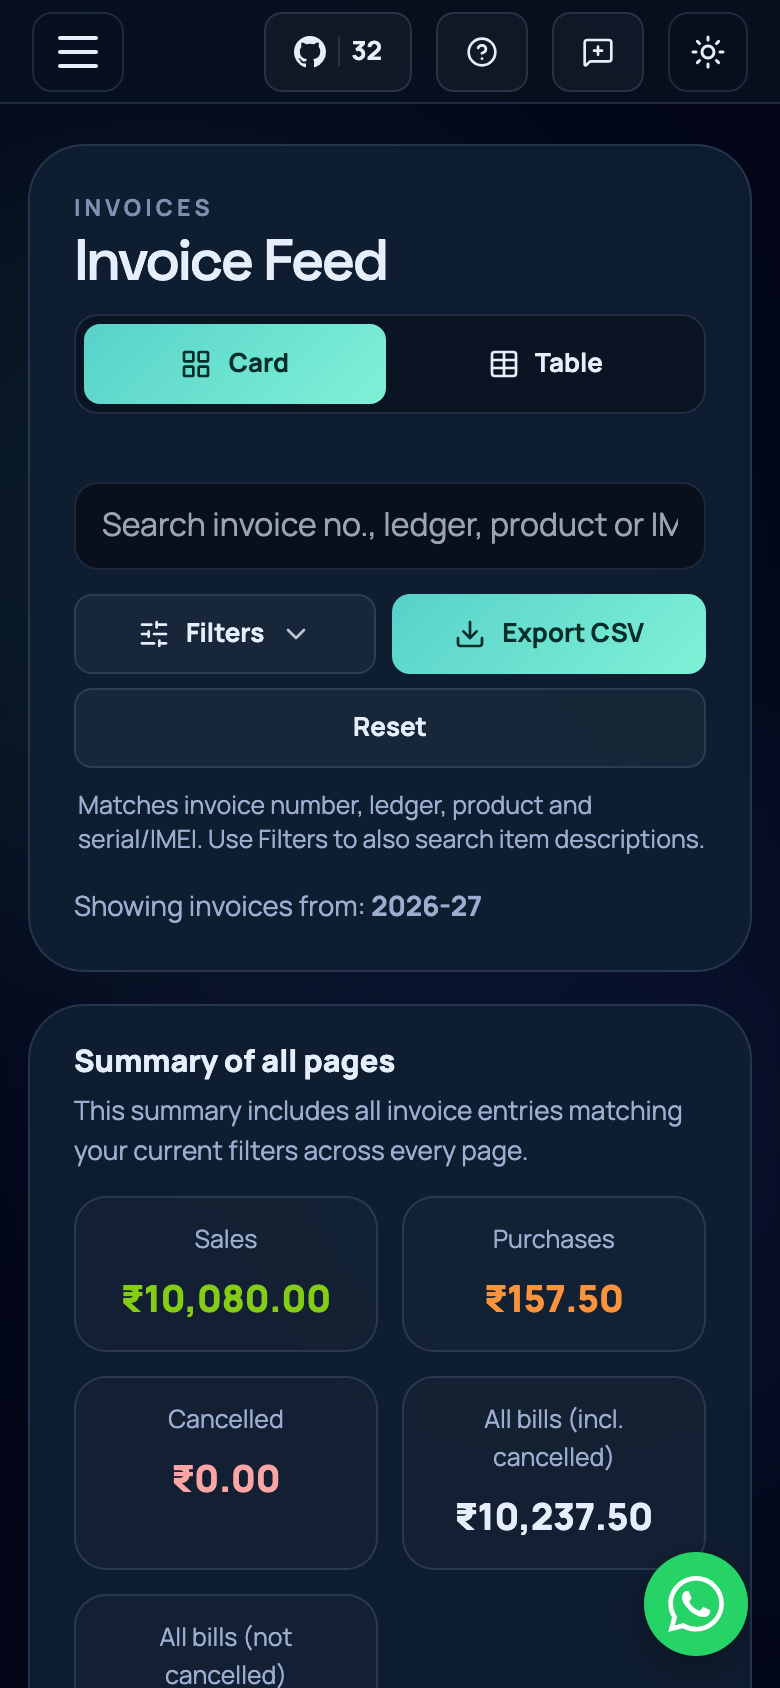 32
INVOICES
Invoice Feed
Card
Table
Search invoice no., ledger, product or IM
Filters
Export CSV
Reset
Matches invoice number, ledger, product and
serial/IMEI. Use Filters to also search item descriptions.
Showing invoices from: 2026-27
Summary of all pages
This summary includes all invoice entries matching
your current filters across every page.
Sales
₹10,080.00
Purchases
₹157.50
Cancelled
₹0.00
All bills (incl.
cancelled)
₹10,237.50
All bills (not
cancelled)